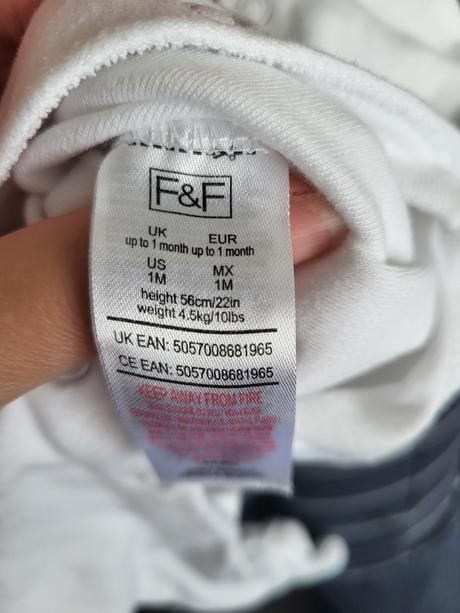 F&F
UK EUR
up to 1 month up to 1 month
US MX
1M 1M
height 56cm/22in
weight 4.5kg/10lbs
UK EAN: 5057008681965
CE EAN: 5057008681965
KEEP AWAY FROM FIRE